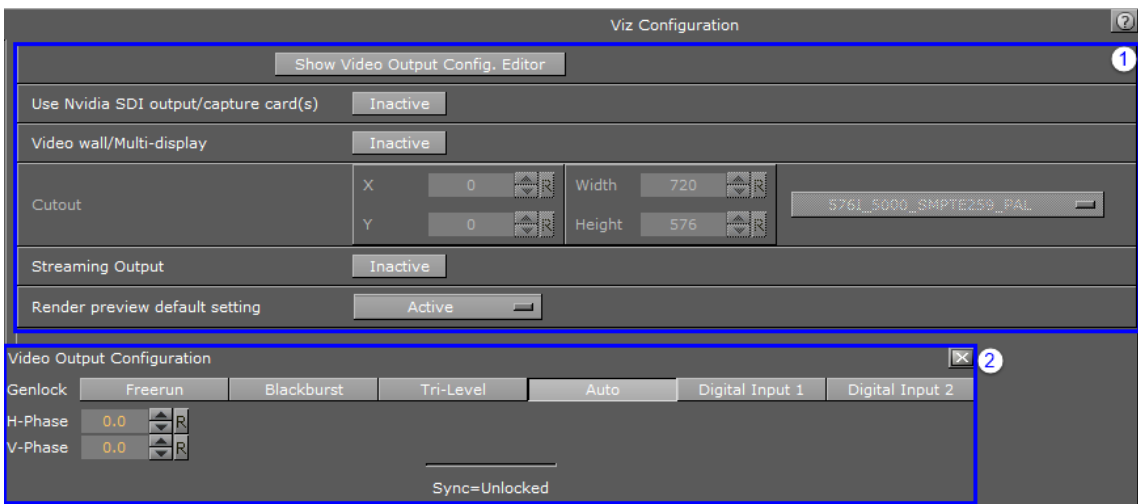 Viz Configuration ?
1
Show Video Output Config. Editor
Use Nvidia SDI output/capture card(s) Inactive
Video wall/Multi-display Inactive
Cutout X 0 R Width 720 R 576I_5000_SMPTE259_PAL
Y 0 R Height 576 R
Streaming Output Inactive
Render preview default setting Active
Video Output Configuration 2
Genlock Freerun Blackburst Tri-Level Auto Digital Input 1 Digital Input 2
H-Phase 0.0 R
V-Phase 0.0 R
Sync=Unlocked